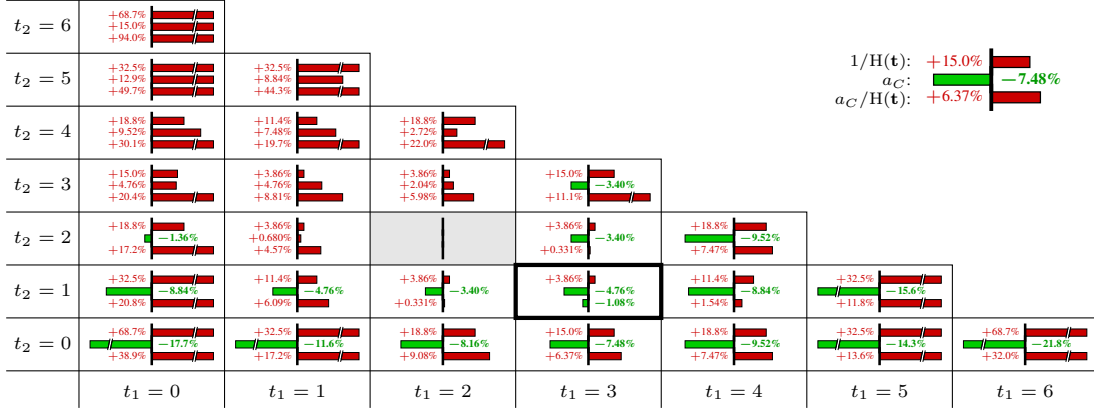 t₂ = 6
+68.7%
+15.0%
+94.0%
1/H(t): +15.0%
a_C: −7.48%
a_C/H(t): +6.37%
t₂ = 5
+32.5% +32.5%
+12.9% +8.84%
+49.7% +44.3%
t₂ = 4
+18.8% +11.4% +18.8%
+9.52% +7.48% +2.72%
+30.1% +19.7% +22.0%
t₂ = 3
+15.0% +3.86% +3.86% +15.0%
+4.76% +4.76% +2.04% −3.40%
+20.4% +8.81% +5.98% +11.1%
t₂ = 2
+18.8% +3.86% +3.86% +18.8%
−1.36% +0.680% −3.40% −9.52%
+17.2% +4.57% +0.331% +7.47%
t₂ = 1
+32.5% +11.4% +3.86% +3.86% +11.4% +32.5%
−8.84% −4.76% −3.40% −4.76% −8.84% −15.6%
+20.8% +6.09% +0.331% −1.08% +1.54% +11.8%
t₂ = 0
+68.7% +32.5% +18.8% +15.0% +18.8% +32.5% +68.7%
−17.7% −11.6% −8.16% −7.48% −9.52% −14.3% −21.8%
+38.9% +17.2% +9.08% +6.37% +7.47% +13.6% +32.0%
t₁ = 0 t₁ = 1 t₁ = 2 t₁ = 3 t₁ = 4 t₁ = 5 t₁ = 6